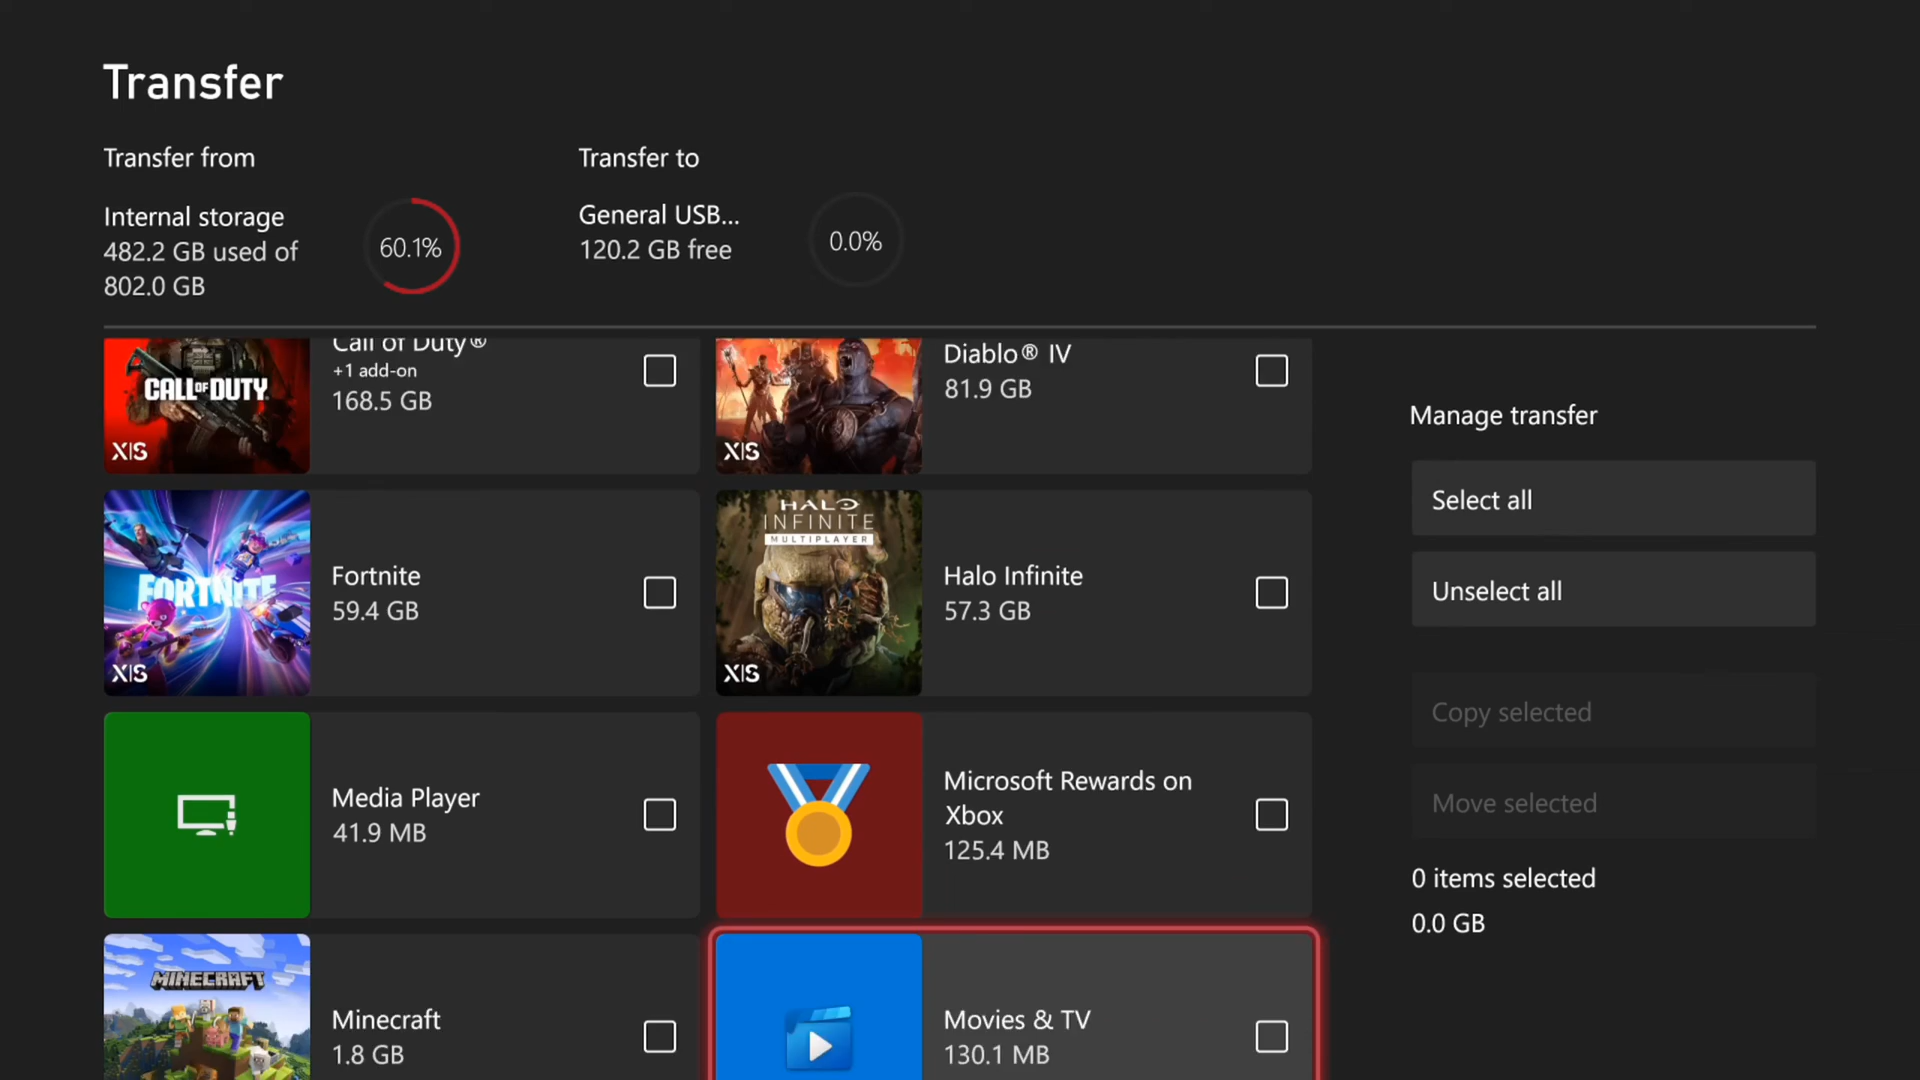 Transfer
Transfer from
Internal storage
482.2 GB used of
802.0 GB
60.1%
Transfer to
General USB...
120.2 GB free
0.0%
CALL OF DUTY
X|S
Call of Duty®
+1 add-on
168.5 GB
X|S
Diablo® IV
81.9 GB
FORTNITE
X|S
Fortnite
59.4 GB
HALO
INFINITE
MULTIPLAYER
X|S
Halo Infinite
57.3 GB
Media Player
41.9 MB
Microsoft Rewards on
Xbox
125.4 MB
MINECRAFT
Minecraft
1.8 GB
Movies & TV
130.1 MB
Manage transfer
Select all
Unselect all
Copy selected
Move selected
0 items selected
0.0 GB